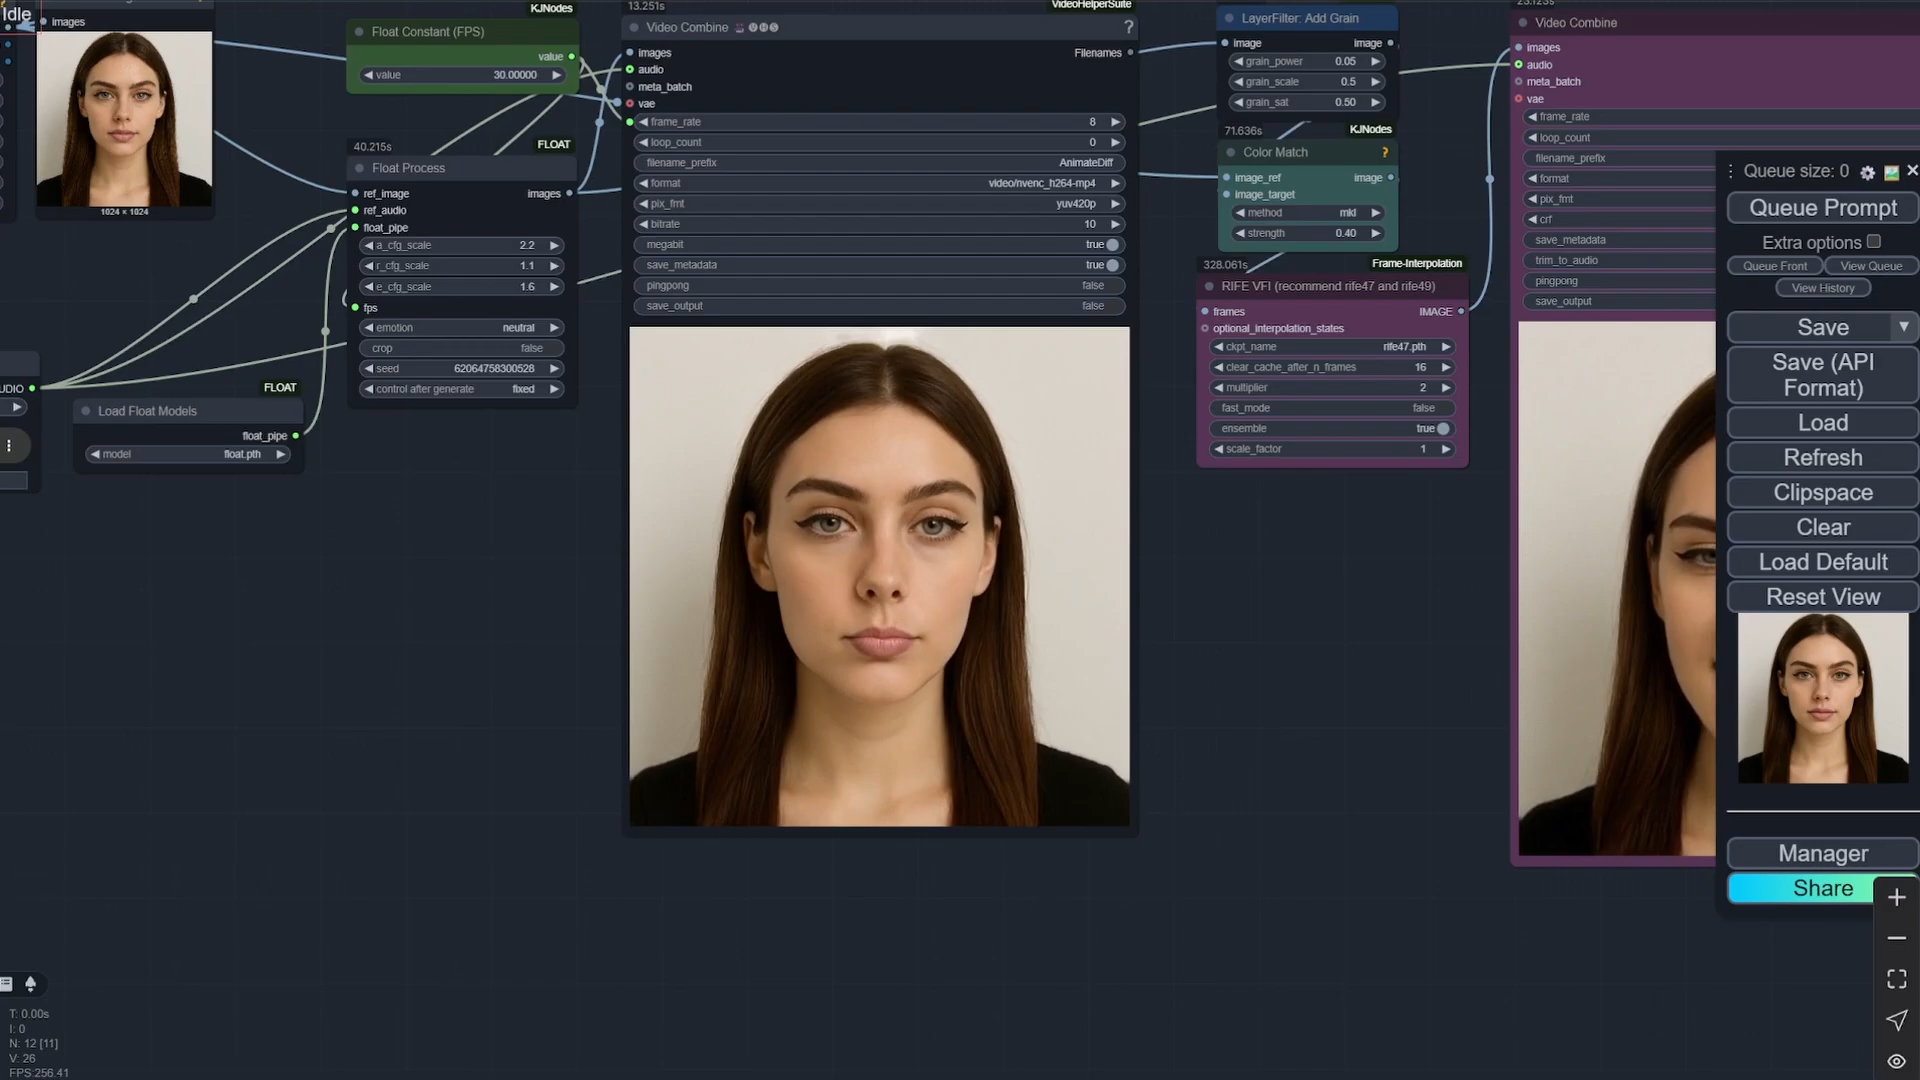 Idle
images
1024 × 1024
KJNodes
Float Constant (FPS)
value
value 30.00000
40.215s
FLOAT
Float Process
ref_image images
ref_audio
float_pipe
a_cfg_scale 2.2
r_cfg_scale 1.1
e_cfg_scale 1.6
fps
emotion neutral
crop false
seed 62064758300528
control after generate fixed
UDIO
FLOAT
Load Float Models
float_pipe
model float.pth
13.251s
VideoHelperSuite
Video Combine VHS ?
images Filenames
audio
meta_batch
vae
frame_rate 8
loop_count 0
filename_prefix AnimateDiff
format video/nvenc_h264-mp4
pix_fmt yuv420p
bitrate 10
megabit true
save_metadata true
pingpong false
save_output false
LayerFilter: Add Grain
image image
grain_power 0.05
grain_scale 0.5
grain_sat 0.50
71.636s
KJNodes
Color Match ?
image_ref image
image_target
method mkl
strength 0.40
328.061s
Frame-Interpolation
RIFE VFI (recommend rife47 and rife49)
frames IMAGE
optional_interpolation_states
ckpt_name rife47.pth
clear_cache_after_n_frames 16
multiplier 2
fast_mode false
ensemble true
scale_factor 1
23.123s
Video Combine
images
audio
meta_batch
vae
frame_rate
loop_count
filename_prefix
format
pix_fmt
crf
save_metadata
trim_to_audio
pingpong
save_output
Queue size: 0
Queue Prompt
Extra options
Queue Front View Queue
View History
Save
Save (API
Format)
Load
Refresh
Clipspace
Clear
Load Default
Reset View
Manager
Share
T: 0.00s
I: 0
N: 12 [11]
V: 26
FPS:256.41